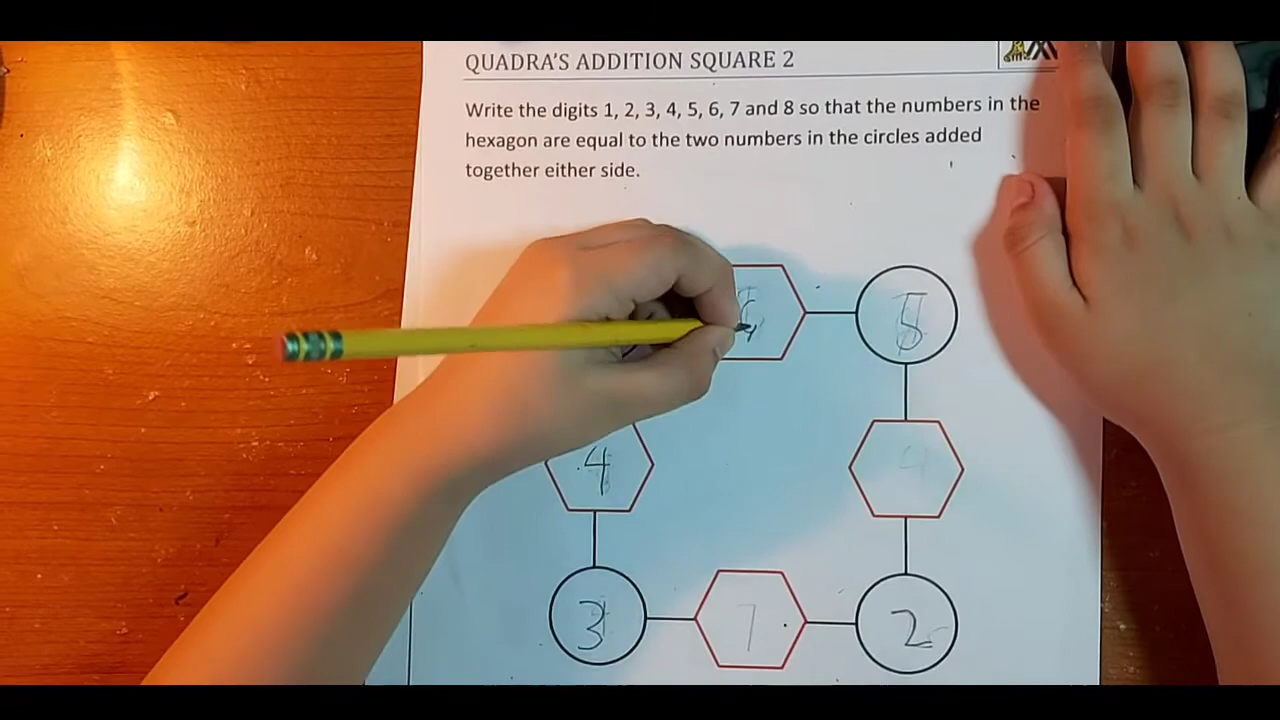 QUADRA'S ADDITION SQUARE 2
Write the digits 1, 2, 3, 4, 5, 6, 7 and 8 so that the numbers in the
hexagon are equal to the two numbers in the circles added
together either side.
5
4
9
3
7
2